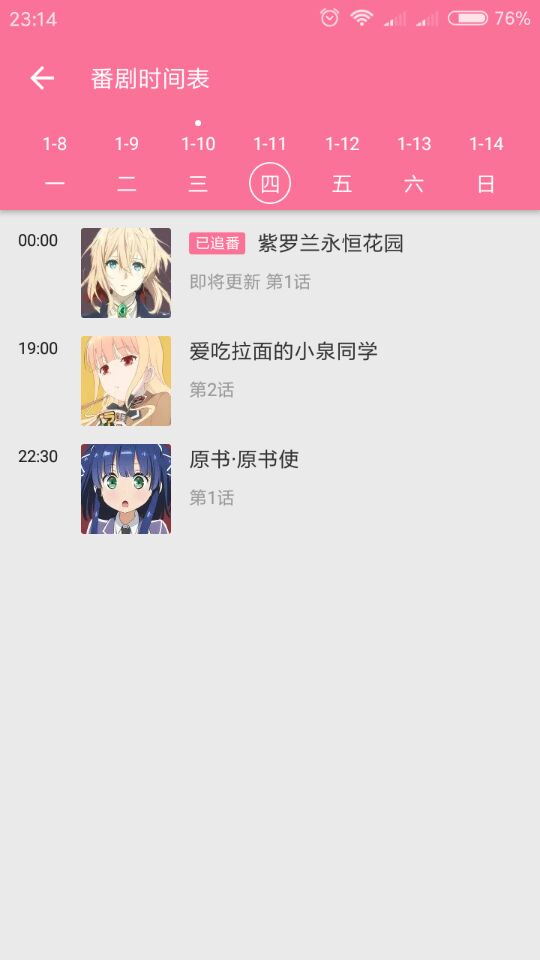 23:14 76%
番剧时间表
1-8 1-9 1-10 1-11 1-12 1-13 1-14
一 二 三 四 五 六 日
00:00 已追番 紫罗兰永恒花园
即将更新 第1话
19:00 爱吃拉面的小泉同学
第2话
22:30 原书·原书使
第1话